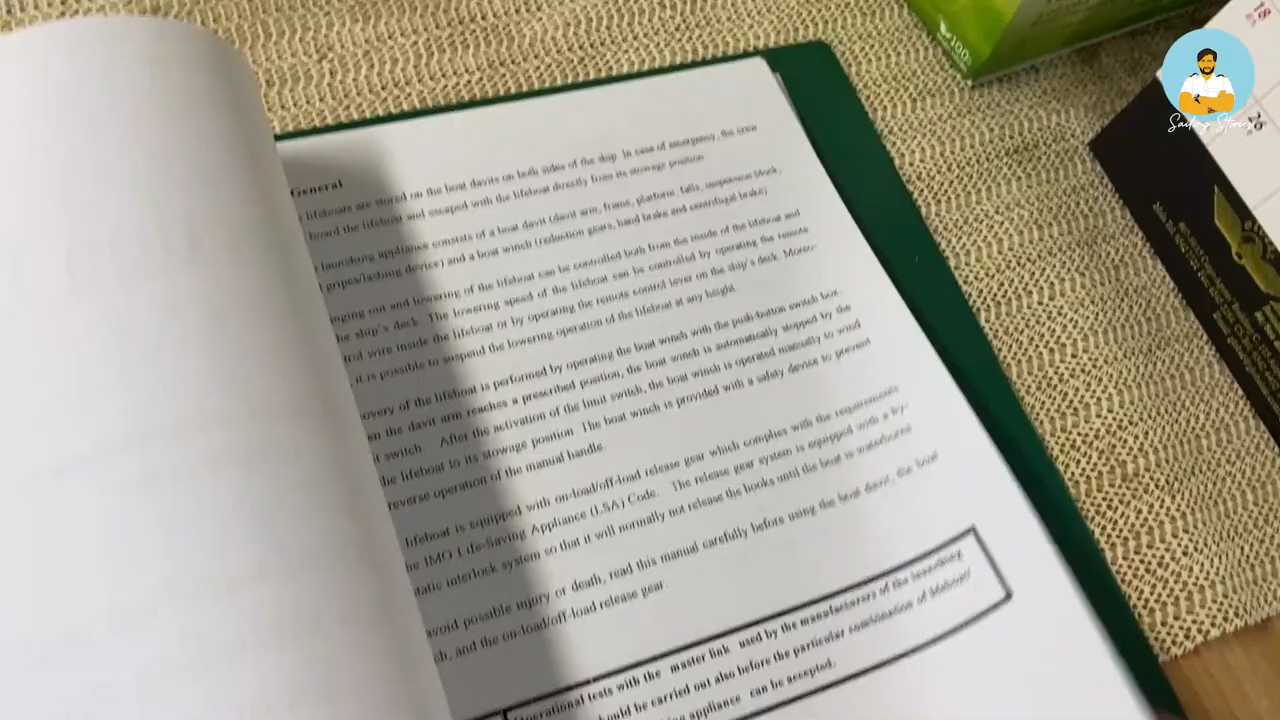 General
lifeboats are stored on the boat davits on both sides of the ship. In case of emergency, the crew
board the lifeboat and escaped with the lifeboat directly from its stowage position
launching appliance consists of a boat davit (davit arm, frame, platform, falls, suspension block,
gripes/lashing device) and a boat winch (reduction gears, hand brake and centrifugal brake)
nging out and lowering of the lifeboat can be controlled both from the inside of the lifeboat and
he ship's deck. The lowering speed of the lifeboat can be controlled by operating the remote
trol wire inside the lifeboat or by operating the remote control lever on the ship's deck. Moreo-
, it is possible to suspend the lowering operation of the lifeboat at any height.
overy of the lifeboat is performed by operating the boat winch with the push-button switch box.
en the davit arm reaches a prescribed position, the boat winch is automatically stopped by the
t switch. After the activation of the limit switch, the boat winch is operated manually to wind
he lifeboat to its stowage position. The boat winch is provided with a safety device to prevent
reverse operation of the manual handle.
lifeboat is equipped with on-load/off-load release gear which complies with the requirements
he IMO Life-Saving Appliance (LSA) Code. The release gear system is equipped with a hy-
static interlock system so that it will normally not release the hooks until the boat is waterborne
avoid possible injury or death, read this manual carefully before using the boat davit, the boat
ch, and the on-load/off-load release gear.
Operational tests with the master link used by the manufacturers of the launching
should be carried out also before the particular combination of lifeboat/
ing appliance can be accepted.
100
18
Sailing Stories